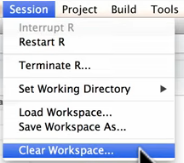 Session Project Build Tools
Interrupt R
Restart R
Terminate R...
Set Working Directory
Load Workspace...
Save Workspace As...
Clear Workspace...